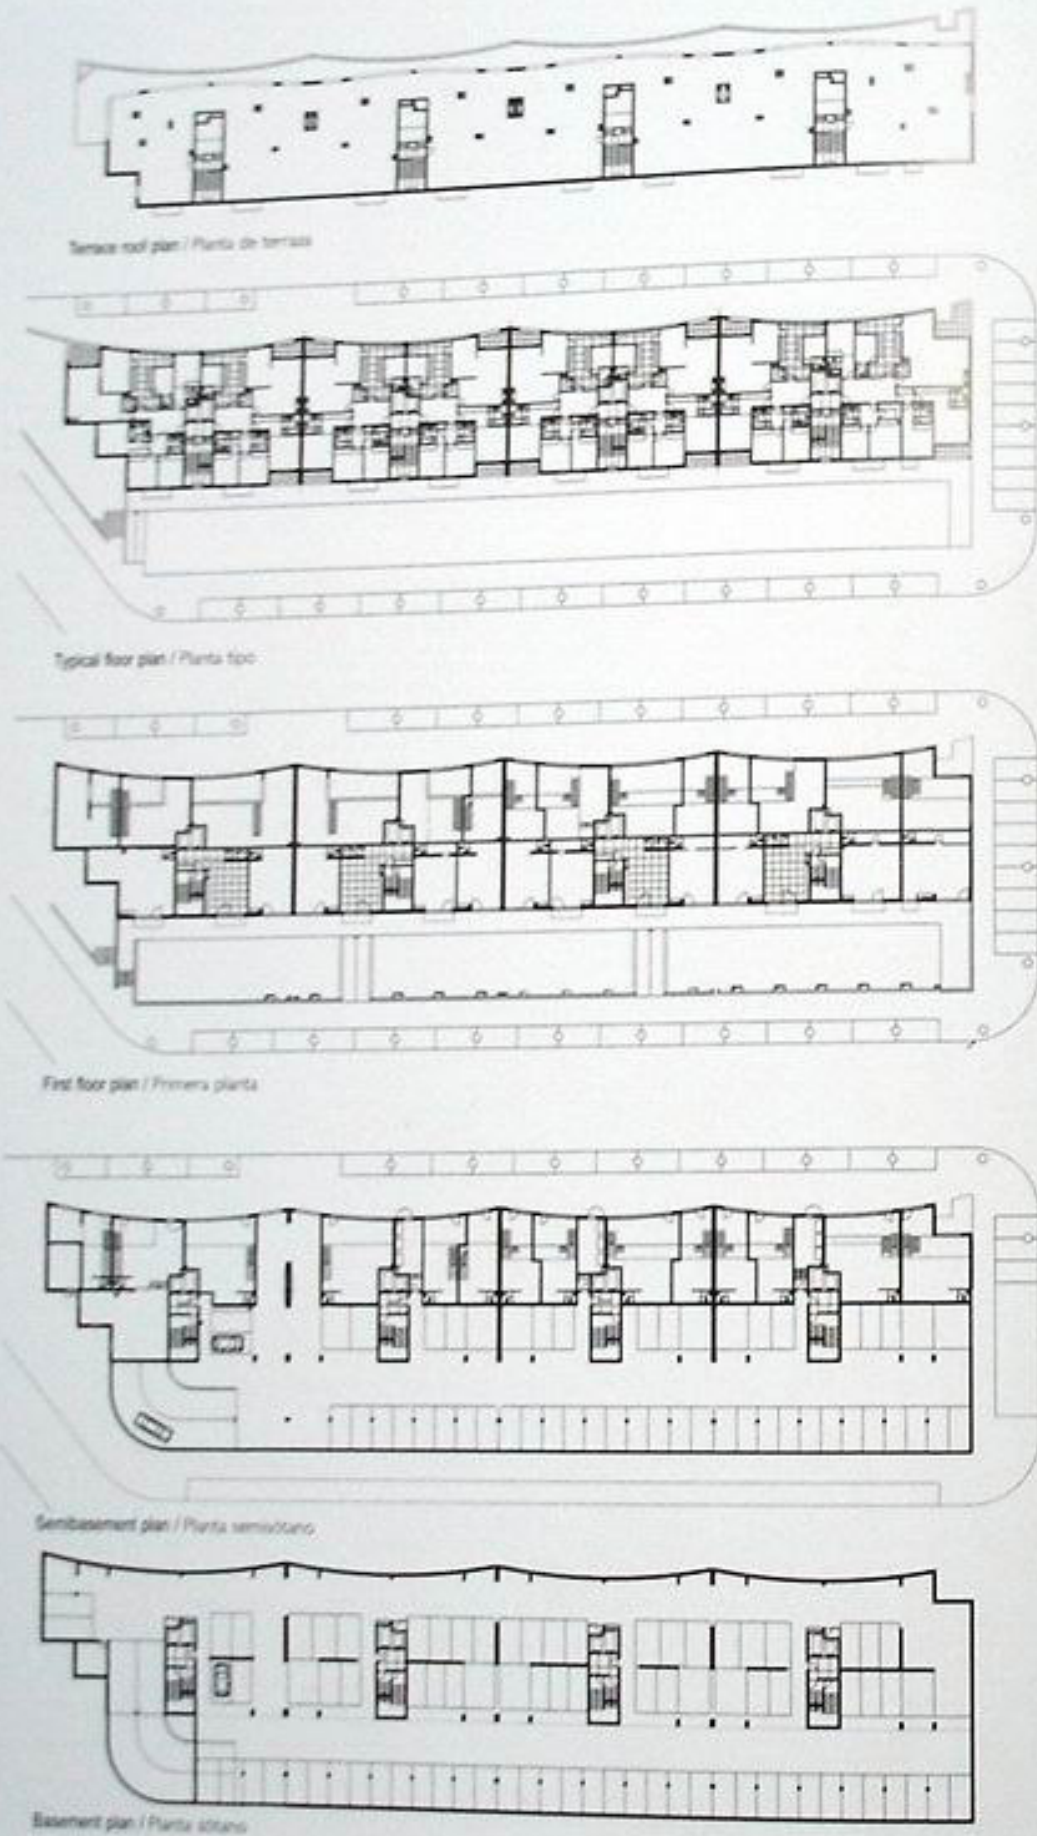 Terrace roof plan / Planta de terraza
Typical floor plan / Planta tipo
First floor plan / Primera planta
Semibasement plan / Planta semisótano
Basement plan / Planta sótano